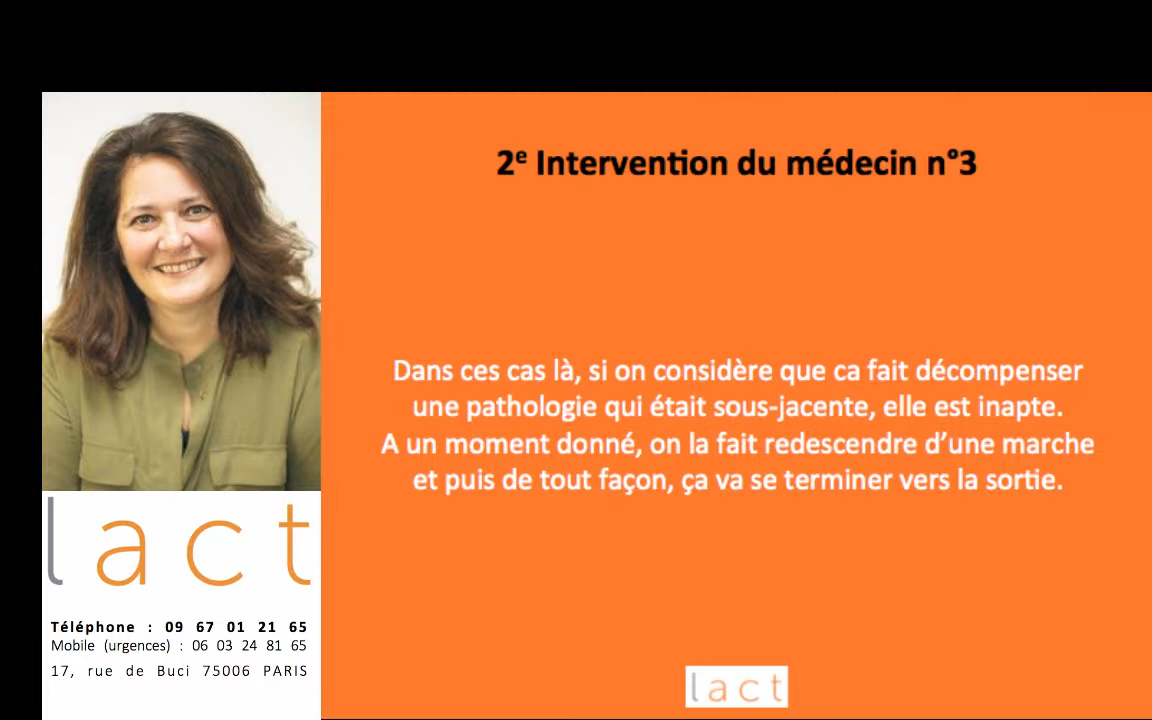 2e Intervention du médecin n°3
Dans ces cas là, si on considère que ca fait décompenser
une pathologie qui était sous-jacente, elle est inapte.
A un moment donné, on la fait redescendre d’une marche
et puis de tout façon, ça va se terminer vers la sortie.
lact
Téléphone : 09 67 01 21 65
Mobile (urgences) : 06 03 24 81 65
17, rue de Buci 75006 PARIS
lact